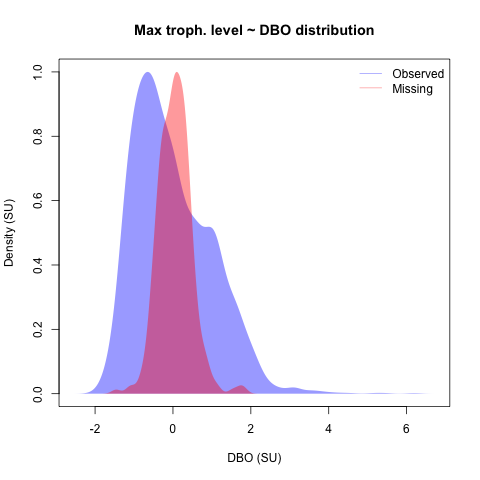 Max troph. level ~ DBO distribution
Observed
Missing
Density (SU)
1.0
0.8
0.6
0.4
0.2
0.0
-2 0 2 4 6
DBO (SU)